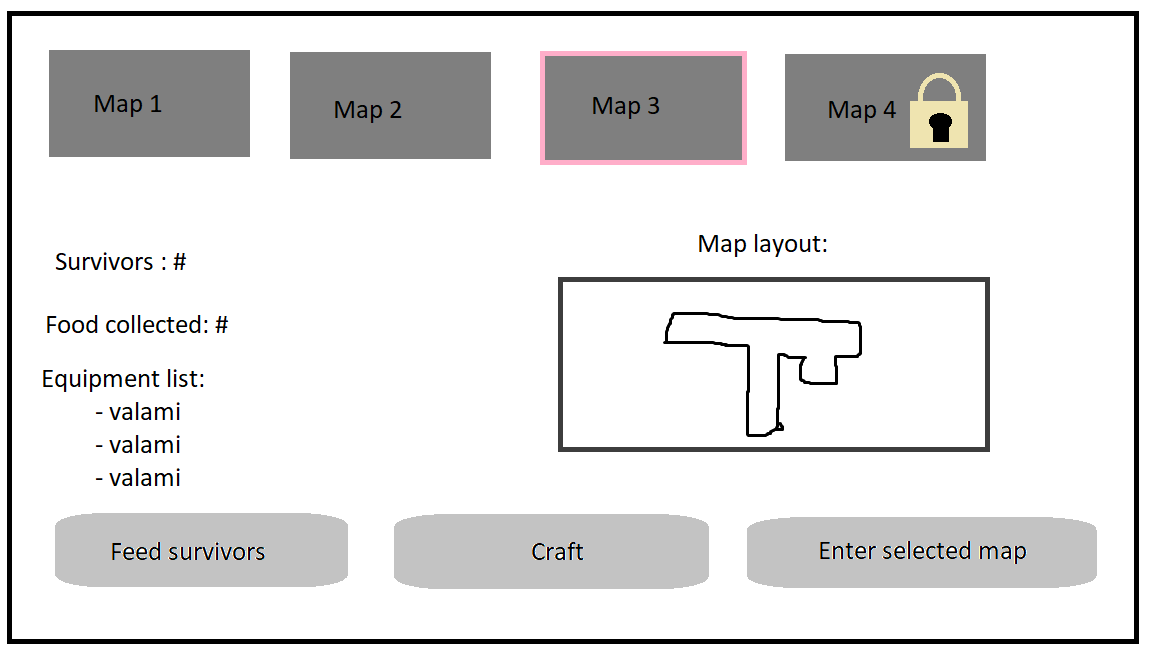 Map 1
Map 2
Map 3
Map 4
Survivors : #
Food collected: #
Equipment list:
- valami
- valami
- valami
Map layout:
Feed survivors
Craft
Enter selected map